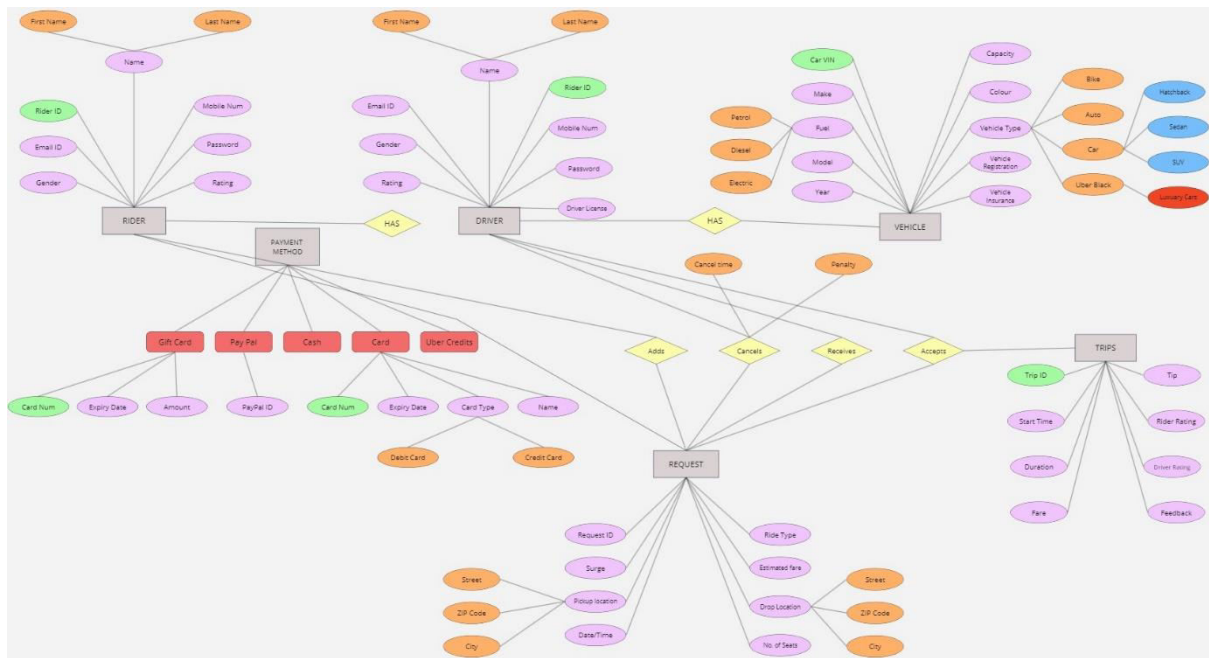 First Name
Last Name
First Name
Last Name
Name
Name
Car VIN
Capacity
Rider ID
Mobile Num
Email ID
Rider ID
Make
Colour
Bike
Hatchback
Petrol
Auto
Sedan
Email ID
Password
Gender
Mobile Num
Fuel
Vehicle Type
Diesel
Car
SUV
Gender
Rating
Rating
Password
Model
Vehicle
Registration
Electric
Uber Black
Luxuary Card
Year
Vehicle
Insurance
Driver License
RIDER
HAS
DRIVER
HAS
VEHICLE
PAYMENT
METHOD
Cancel time
Penalty
Gift Card
Pay Pal
Cash
Card
Uber Credits
Adds
Cancels
Receives
Accepts
TRIPS
Trip ID
Tip
Card Num
Expiry Date
Amount
PayPal ID
Card Num
Expiry Date
Card Type
Name
Start Time
Rider Rating
Debit Card
Credit Card
REQUEST
Duration
Driver Rating
Fare
Feedback
Request ID
Ride Type
Surge
Estimated Fare
Street
Street
Pickup location
Drop Location
ZIP Code
ZIP Code
Date/Time
No. of Seats
City
City